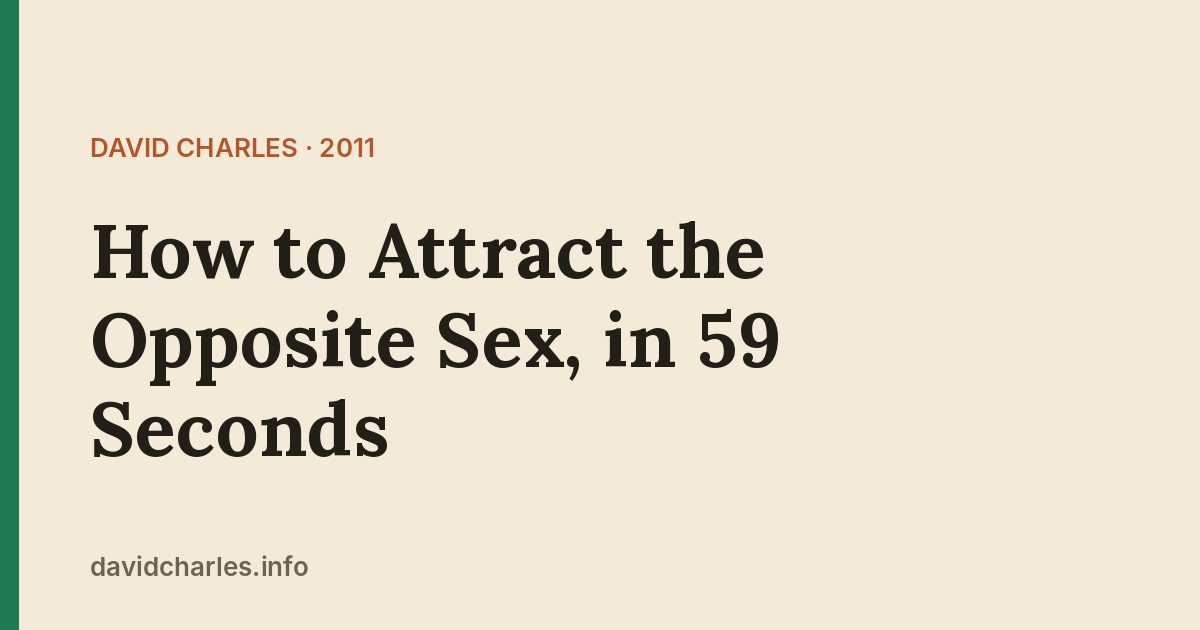 DAVID CHARLES · 2011
How to Attract the
Opposite Sex, in 59
Seconds
davidcharles.info